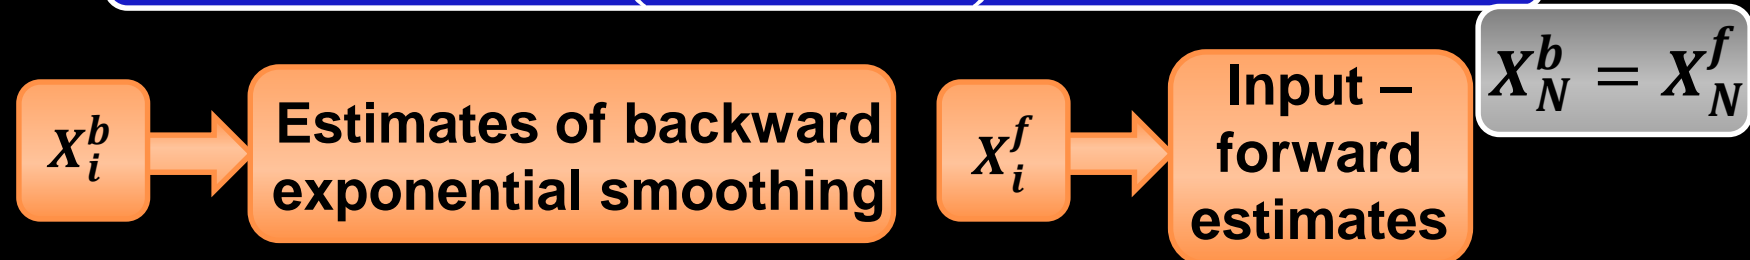 X_N^b = X_N^f
X_i^b
Estimates of backward
exponential smoothing
X_i^f
Input –
forward
estimates